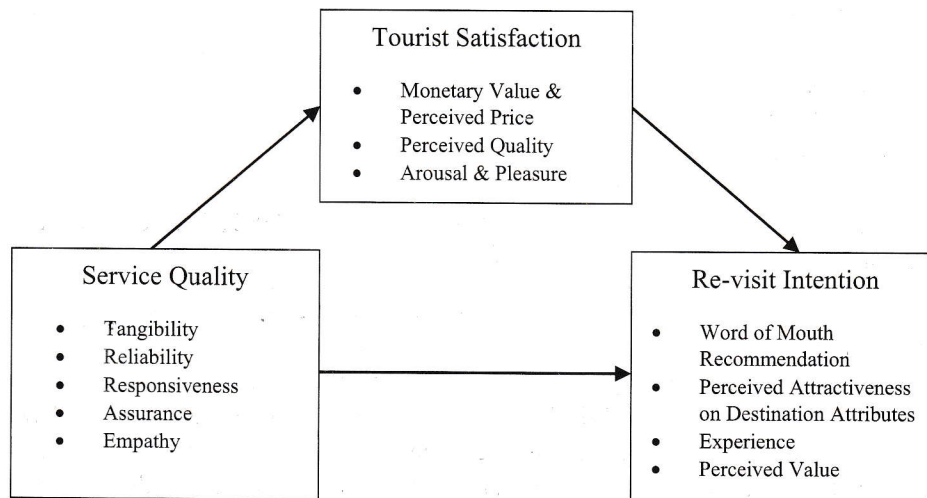 Tourist Satisfaction
• Monetary Value &
Perceived Price
• Perceived Quality
• Arousal & Pleasure
Service Quality
• Tangibility
• Reliability
• Responsiveness
• Assurance
• Empathy
Re-visit Intention
• Word of Mouth
Recommendation
• Perceived Attractiveness
on Destination Attributes
• Experience
• Perceived Value